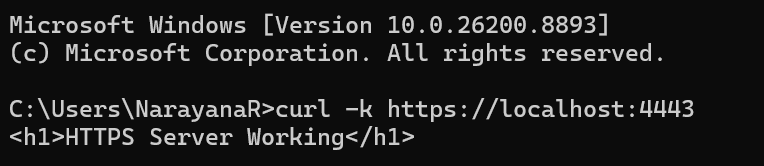 Microsoft Windows [Version 10.0.26200.8893]
(c) Microsoft Corporation. All rights reserved.
C:\Users\NarayanaR>curl -k https://localhost:4443
<h1>HTTPS Server Working</h1>